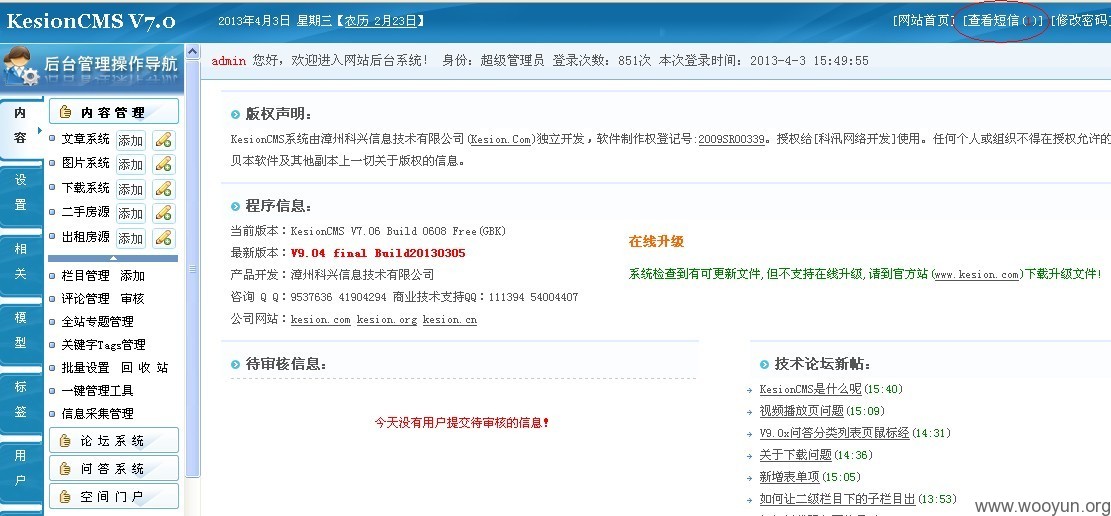 KesionCMS V7.0
2013年4月3日 星期三【农历 2月23日】
[网站首页] [查看短信( )] [修改密码]
后台管理操作导航
admin 您好，欢迎进入网站后台系统！ 身份：超级管理员 登录次数：851次 本次登录时间：2013-4-3 15:49:55
内容
设置
相关
模型
标签
用户
内容管理
文章系统 添加
图片系统 添加
下载系统 添加
二手房源 添加
出租房源 添加
栏目管理 添加
评论管理 审核
全站专题管理
关键字Tags管理
批量设置 回 收 站
一键管理工具
信息采集管理
论坛系统
问答系统
空间门户
版权声明：
KesionCMS系统由漳州科兴信息技术有限公司(Kesion.Com)独立开发，软件制作权登记号:2009SR00339。授权给[科汛网络开发]使用。任何个人或组织不得在授权允许的
贝本软件及其他副本上一切关于版权的信息。
程序信息：
当前版本：KesionCMS V7.06 Build 0608 Free(GBK)
最新版本：V9.04 final Build20130305
产品开发：漳州科兴信息技术有限公司
咨询 Q Q：9537636 41904294 商业技术支持QQ：111394 54004407
公司网站：kesion.com kesion.org kesion.cn
在线升级
系统检查到有可更新文件,但不支持在线升级,请到官方站(www.kesion.com)下载升级文件!
待审核信息：
今天没有用户提交待审核的信息!
技术论坛新帖：
KesionCMS是什么呢(15:40)
视频播放页问题(15:09)
V9.0x问答分类列表页鼠标经(14:31)
关于下载问题(14:36)
新增表单项(15:05)
如何让二级栏目下的子栏目出(13:53)
www.wooyun.org